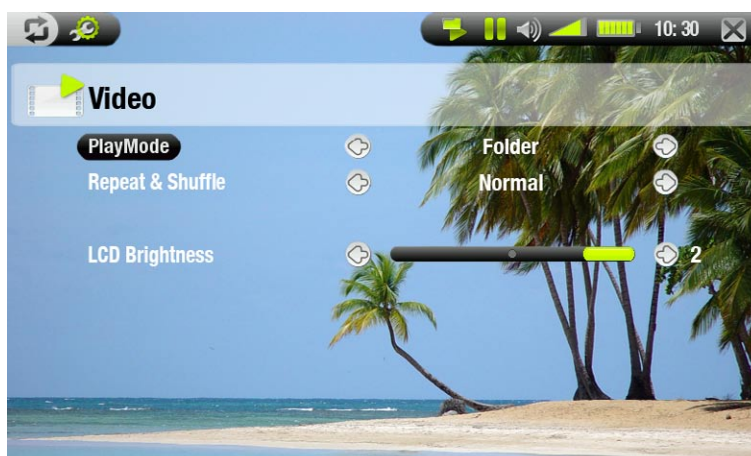 10: 30
Video
PlayMode Folder
Repeat & Shuffle Normal
LCD Brightness 2